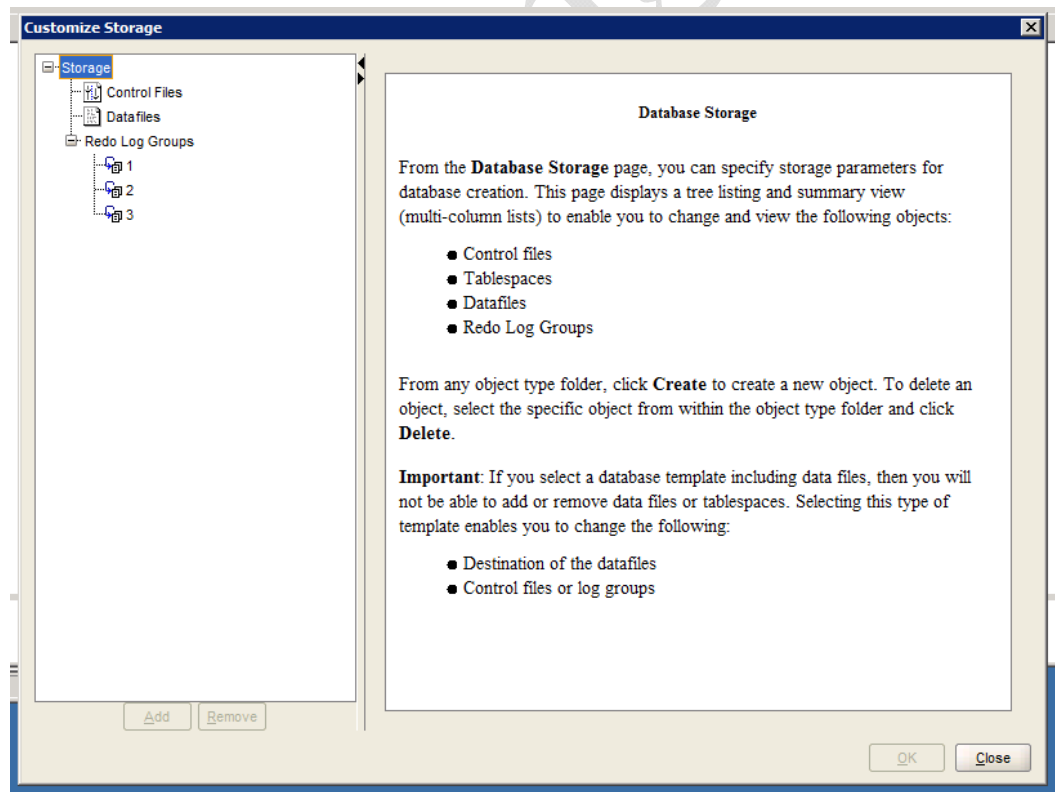 Customize Storage
Storage
Control Files
Datafiles
Redo Log Groups
1
2
3
Add Remove
Database Storage
From the Database Storage page, you can specify storage parameters for
database creation. This page displays a tree listing and summary view
(multi-column lists) to enable you to change and view the following objects:
Control files
Tablespaces
Datafiles
Redo Log Groups
From any object type folder, click Create to create a new object. To delete an
object, select the specific object from within the object type folder and click
Delete.
Important: If you select a database template including data files, then you will
not be able to add or remove data files or tablespaces. Selecting this type of
template enables you to change the following:
Destination of the datafiles
Control files or log groups
OK Close